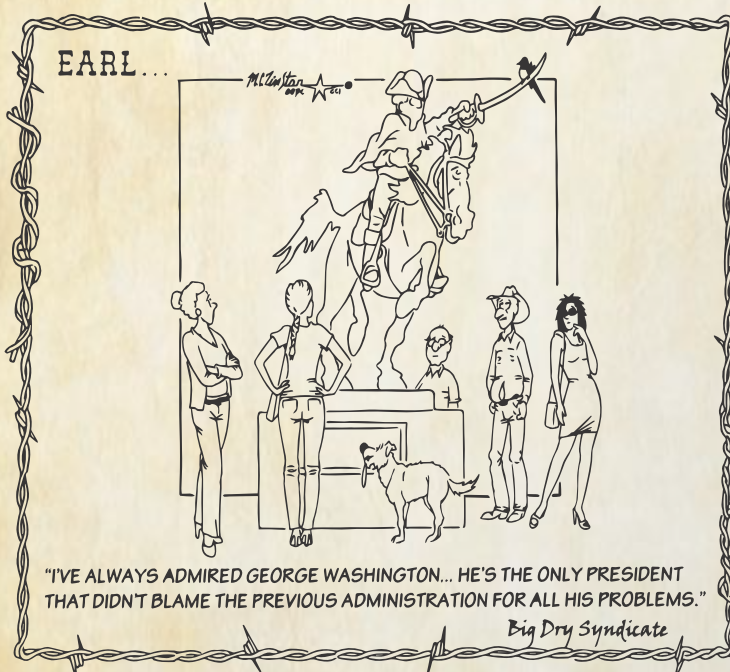 EARL...
"I'VE ALWAYS ADMIRED GEORGE WASHINGTON... HE'S THE ONLY PRESIDENT
THAT DIDN'T BLAME THE PREVIOUS ADMINISTRATION FOR ALL HIS PROBLEMS."
Big Dry Syndicate